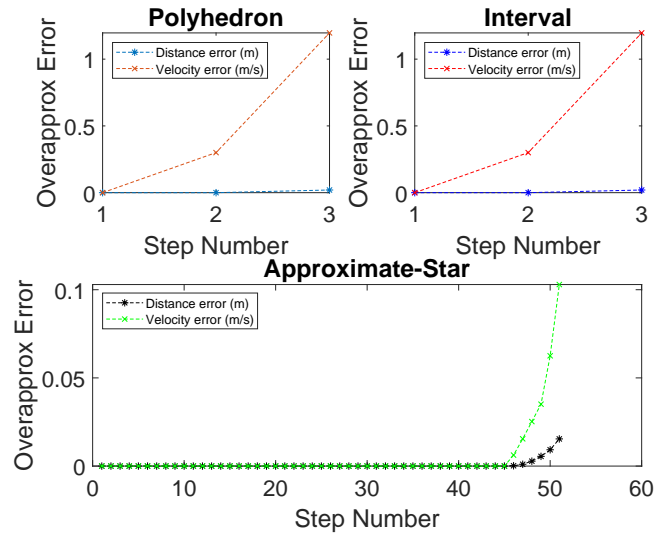 Polyhedron
Overapprox Error
1
0.5
0
Distance error (m)
Velocity error (m/s)
1
2
3
Step Number
Interval
Overapprox Error
1
0.5
0
Distance error (m)
Velocity error (m/s)
1
2
3
Step Number
Approximate-Star
Overapprox Error
0.1
0.05
0
Distance error (m)
Velocity error (m/s)
0
10
20
30
40
50
60
Step Number